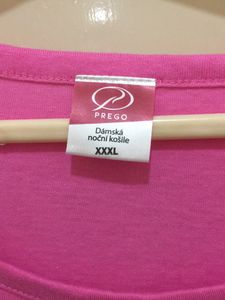 PREGO
Dámská
noční košile
XXXL